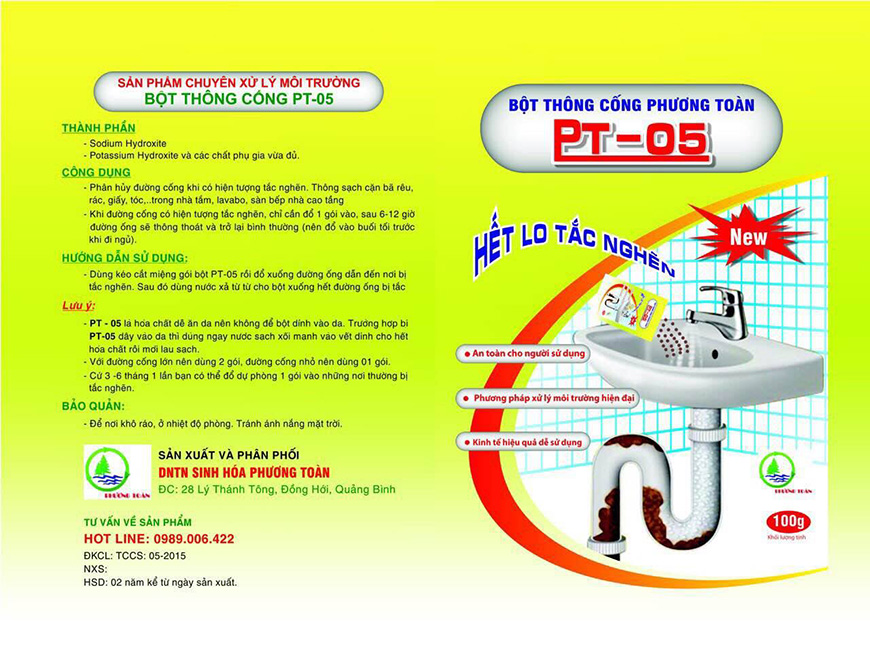 SẢN PHẨM CHUYÊN XỬ LÝ MÔI TRƯỜNG
BỘT THÔNG CỐNG PT-05
THÀNH PHẦN
- Sodium Hydroxite
- Potassium Hydroxite và các chất phụ gia vừa đủ.
CÔNG DỤNG
- Phân hủy đường cống khi có hiện tượng tắc nghẽn. Thông sạch cặn bã rêu,
rác, giấy, tóc,..trong nhà tắm, lavabo, sàn bếp nhà cao tầng
- Khi đường cống có hiện tượng tắc nghẽn, chỉ cần đổ 1 gói vào, sau 6-12 giờ
đường ống sẽ thông thoát và trở lại bình thường (nên đổ vào buổi tối trước
khi đi ngủ).
HƯỚNG DẪN SỬ DỤNG:
- Dùng kéo cắt miệng gói bột PT-05 rồi đổ xuống đường ống dẫn đến nơi bị
tắc nghẽn. Sau đó dùng nước xả từ từ cho bột xuống hết đường ống bị tắc
Lưu ý:
- PT - 05 là hóa chất dễ ăn da nên không để bột dính vào da. Trương hợp bi
PT-05 dây vào da thì dùng ngay nước sạch xối mạnh vào vết dính cho hết
hóa chất rồi mơi lau sạch.
- Với đường cống lớn nên dùng 2 gói, đường cống nhỏ nên dùng 01 gói.
- Cứ 3 -6 tháng 1 lần bạn có thể đổ dự phòng 1 gói vào những nơi thường bị
tắc nghẽn.
BẢO QUẢN:
- Để nơi khô ráo, ở nhiệt độ phòng. Tránh ánh nắng mặt trời.
PHƯƠNG TOÀN
SẢN XUẤT VÀ PHÂN PHỐI
DNTN SINH HÓA PHƯƠNG TOÀN
ĐC: 28 Lý Thánh Tông, Đồng Hới, Quảng Bình
TƯ VẤN VỀ SẢN PHẨM
HOT LINE: 0989.006.422
ĐKCL: TCCS: 05-2015
NXS:
HSD: 02 năm kể từ ngày sản xuất.
BỘT THÔNG CỐNG PHƯƠNG TOÀN
PT-05
HẾT LO TẮC NGHẼN
New
An toàn cho người sử dụng
Phương pháp xử lý môi trường hiện đại
Kinh tế hiệu quả dễ sử dụng
PHƯƠNG TOÀN
100g
Khối lượng tịnh